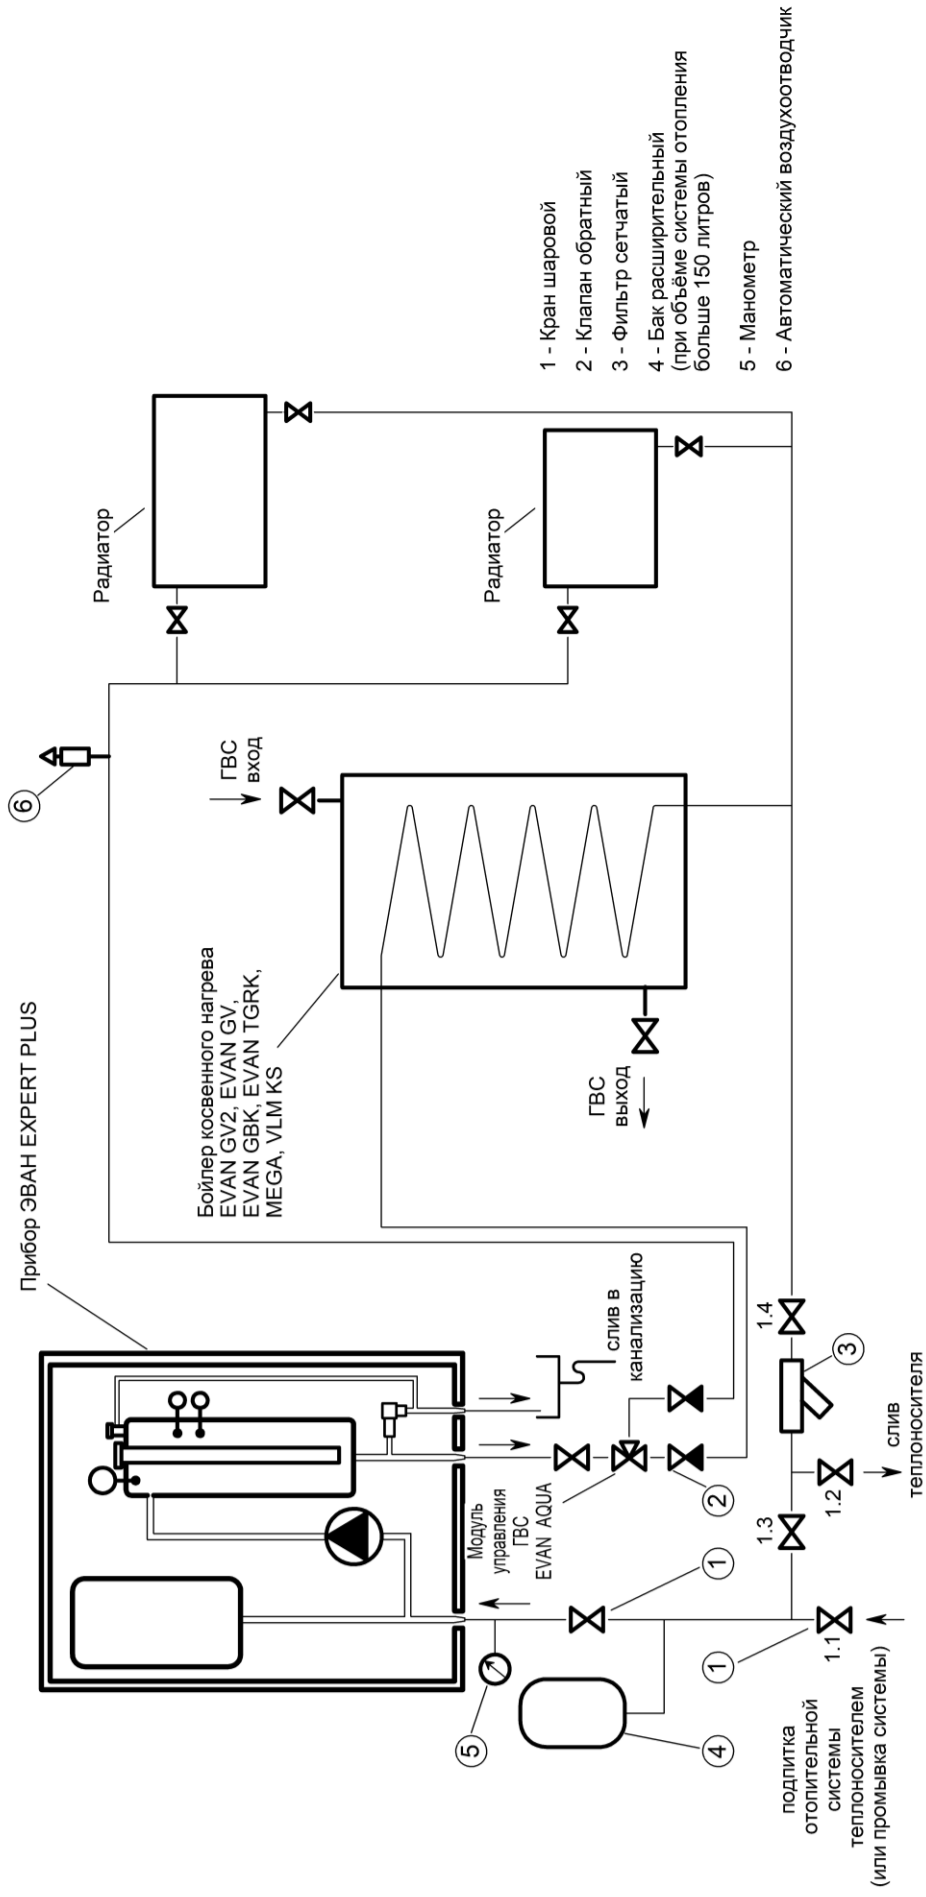 Прибор ЭВАН EXPERT PLUS
6
Радиатор
ГВС
вход
Бойлер косвенного нагрева
EVAN GV2, EVAN GV,
EVAN GBK, EVAN TGRK,
MEGA, VLM KS
Радиатор
ГВС
выход
слив в
канализацию
Модуль
управления
ГВС
EVAN AQUA
5
4
1
2
1
1.1
1.3
1.2
1.4
3
слив
теплоносителя
подпитка
отопительной
системы
теплоносителем
(или промывка системы)
1 - Кран шаровой
2 - Клапан обратный
3 - Фильтр сетчатый
4 - Бак расширительный
(при объёме системы отопления
больше 150 литров)
5 - Манометр
6 - Автоматический воздухоотводчик